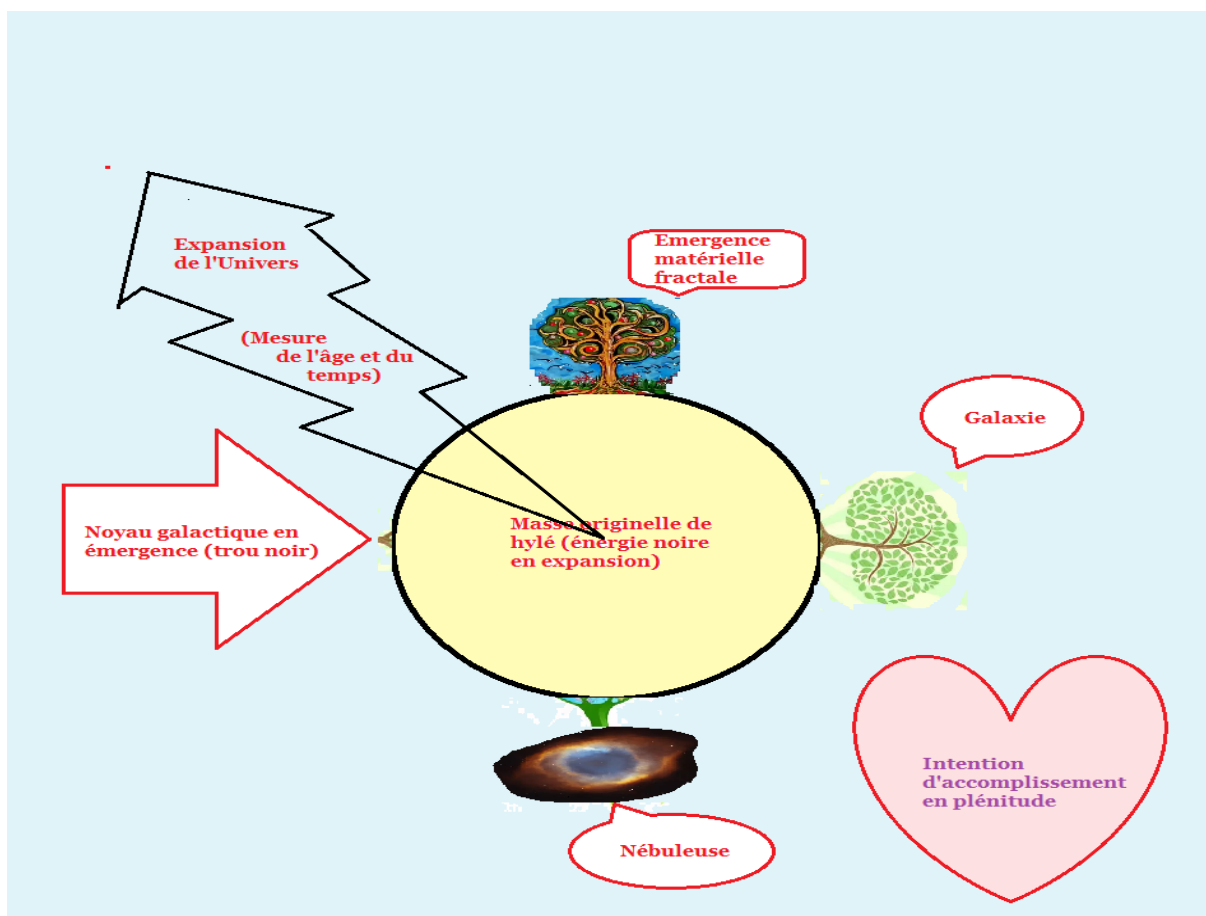 Expansion
de l'Univers
(Mesure
de l'âge et du
temps)
Emergence
matérielle
fractale
Galaxie
Noyau galactique en
émergence (trou noir)
Masse originelle de
hylé (énergie noire
en expansion)
Intention
d'accomplissement
en plénitude
Nébuleuse